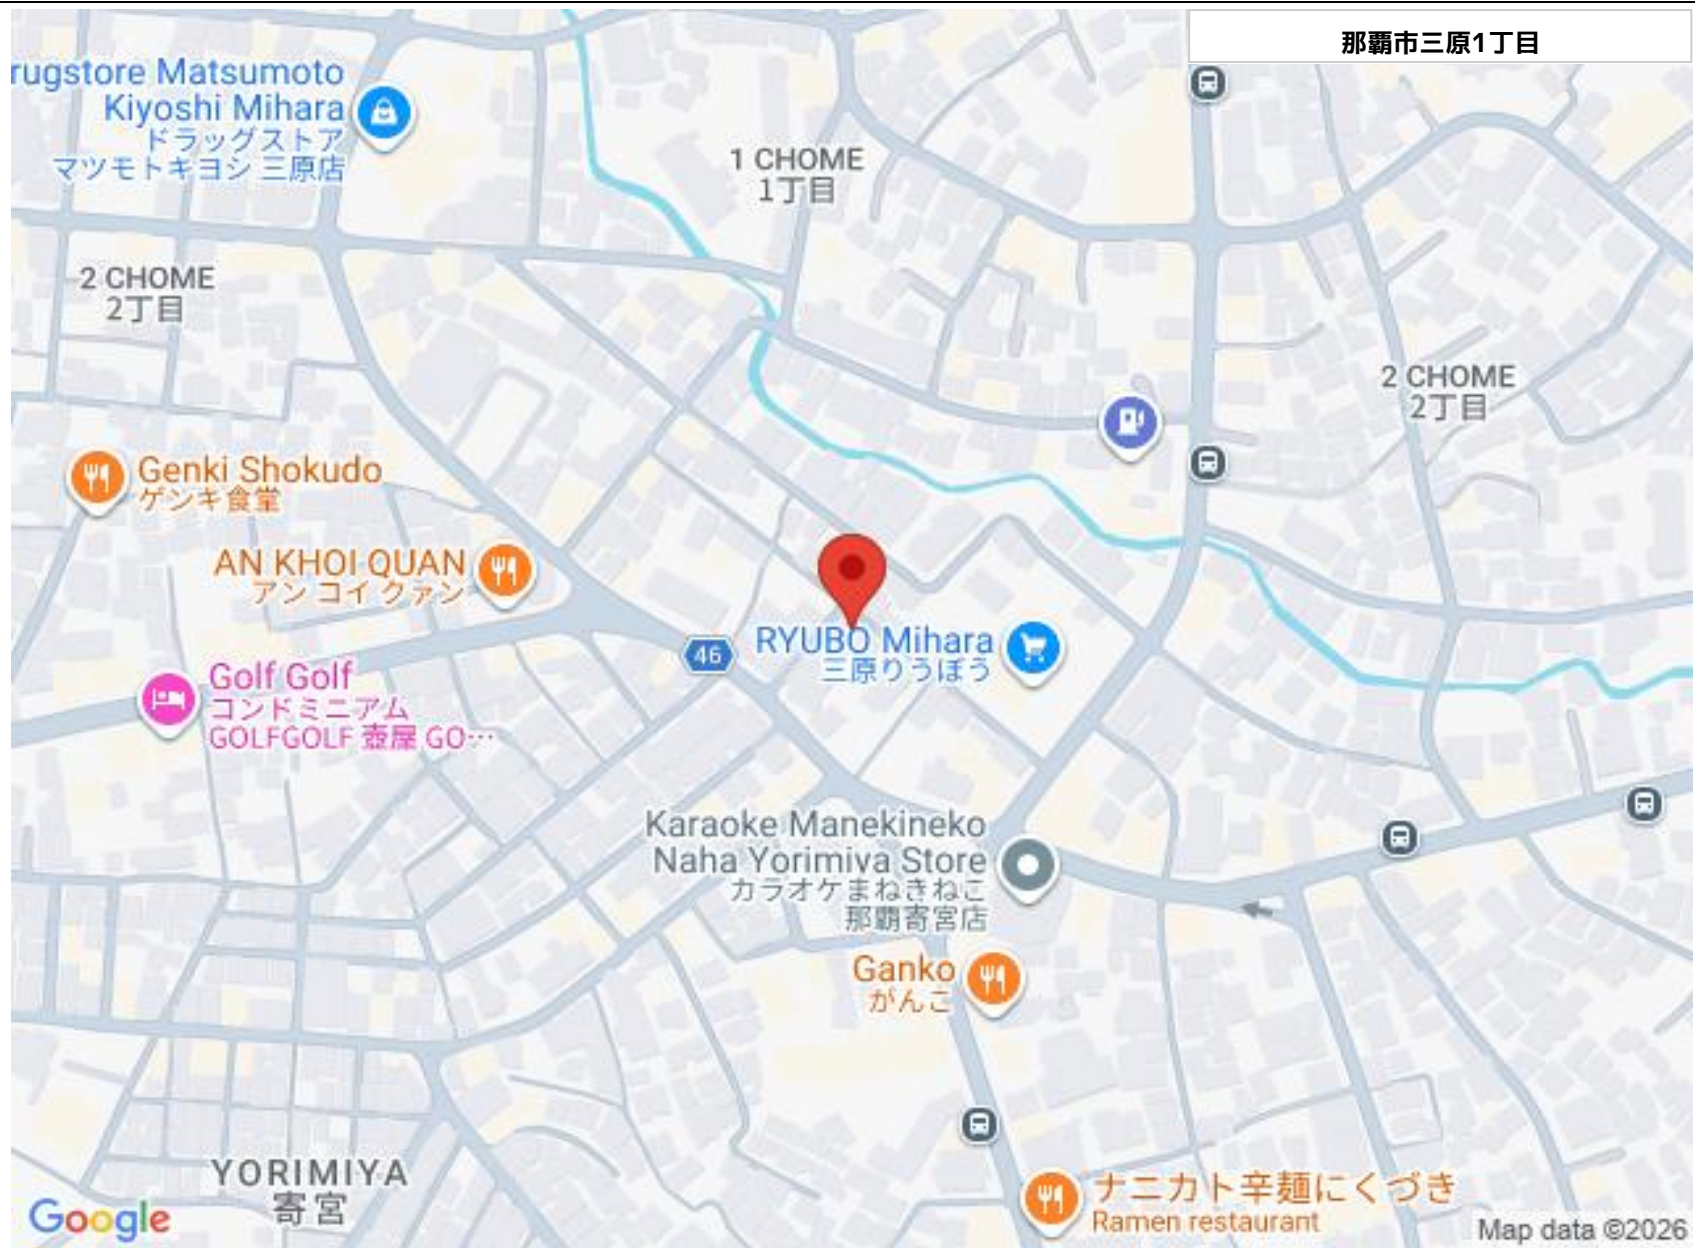 那覇市三原1丁目
rugstore Matsumoto
Kiyoshi Mihara
ドラッグストア
マツモトキヨシ 三原店
1 CHOME
1丁目
2 CHOME
2丁目
2 CHOME
2丁目
Genki Shokudo
ゲンキ食堂
AN KHOI QUAN
アン コイ クァン
46
RYUBO Mihara
三原りうぼう
Golf Golf
コンドミニアム
GOLFGOLF 壺屋 GO…
Karaoke Manekineko
Naha Yorimiya Store
カラオケまねきねこ
那覇寄宮店
Ganko
がんこ
YORIMIYA
寄宮
ナニカト辛麺にくづき
Ramen restaurant
Google
Map data ©2026